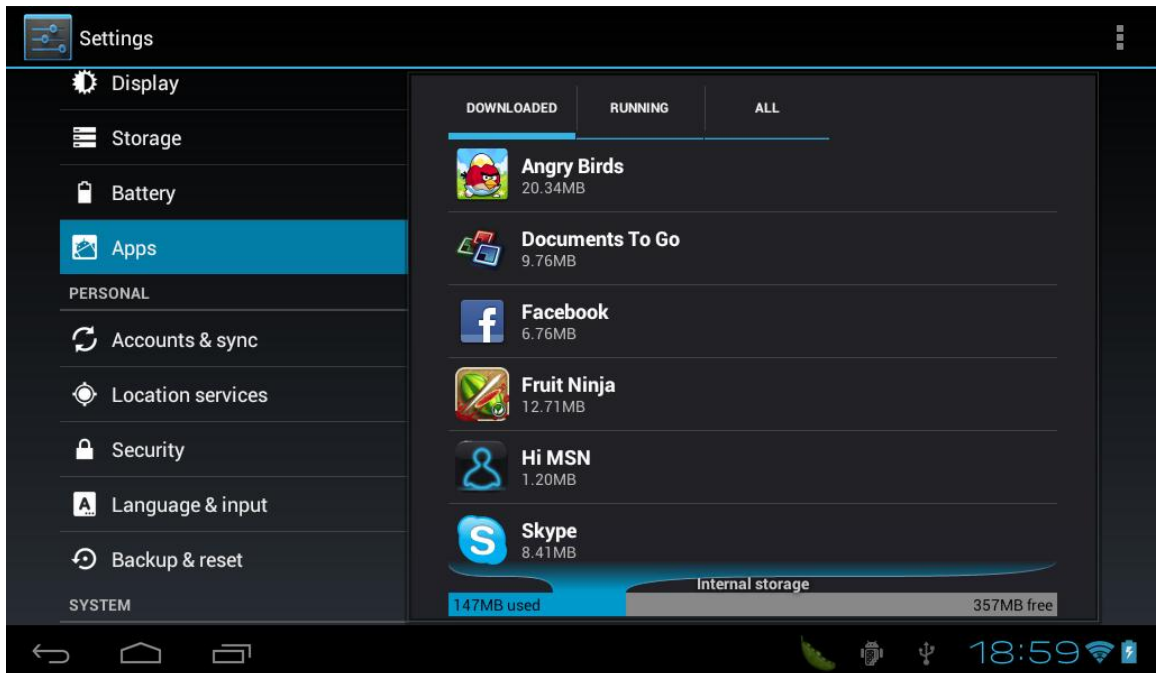 Settings
Display
Storage
Battery
Apps
PERSONAL
Accounts & sync
Location services
Security
Language & input
Backup & reset
SYSTEM
DOWNLOADED RUNNING ALL
Angry Birds
20.34MB
Documents To Go
9.76MB
Facebook
6.76MB
Fruit Ninja
12.71MB
Hi MSN
1.20MB
Skype
8.41MB
Internal storage
147MB used 357MB free
18:59